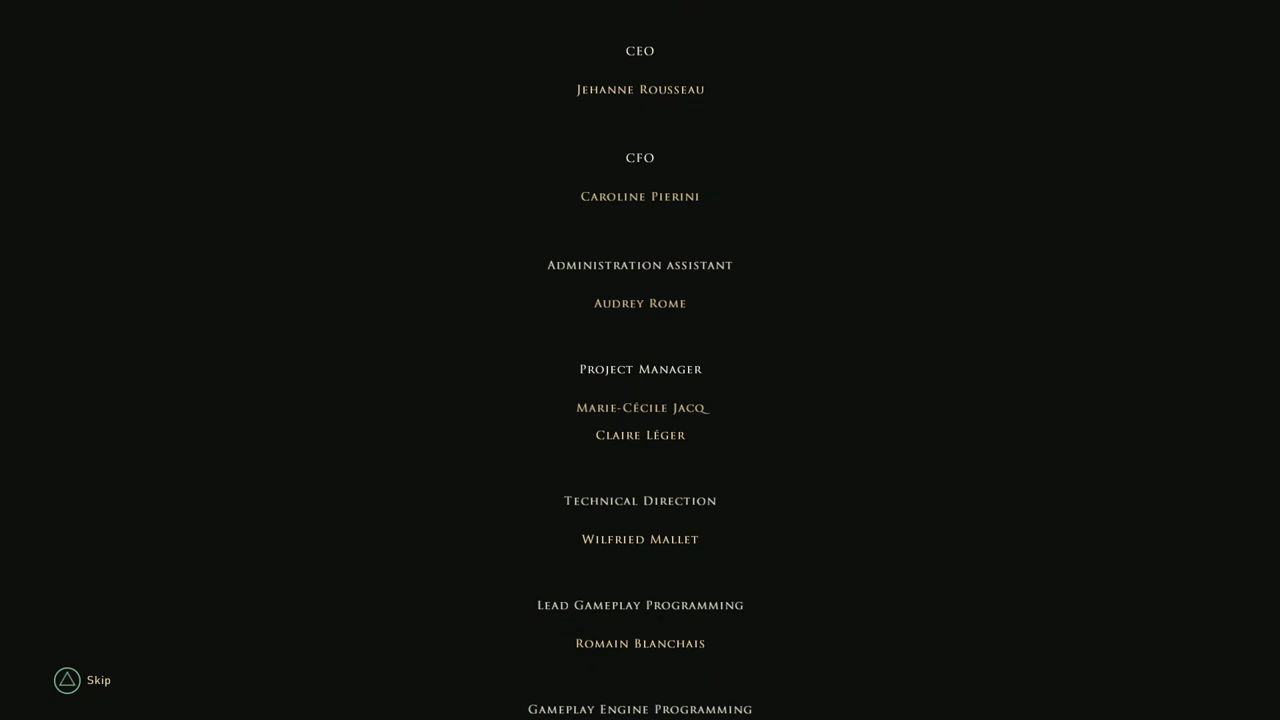 CEO
Jehanne Rousseau
CFO
Caroline Pierini
Administration assistant
Audrey Rome
Project Manager
Marie-Cécile Jacq
Claire Léger
Technical Direction
Wilfried Mallet
Lead Gameplay Programming
Romain Blanchais
Skip
Gameplay Engine Programming